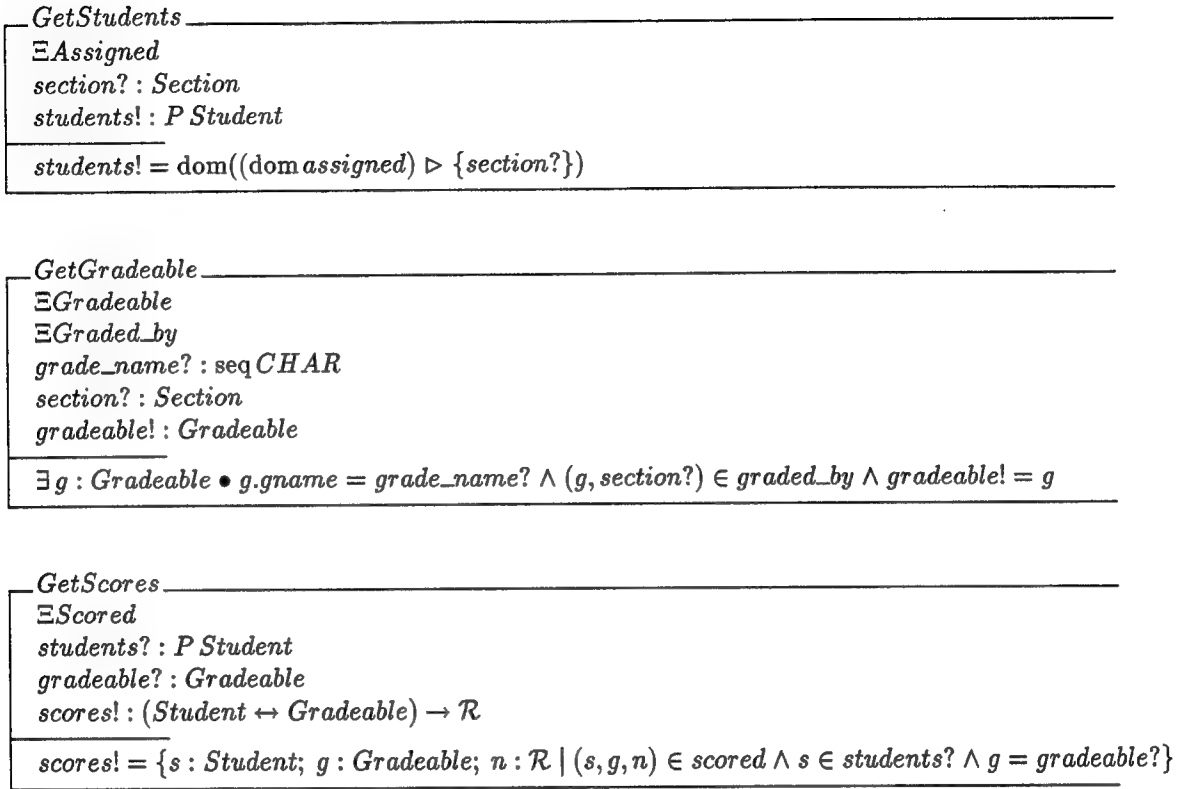 GetStudents
ΞAssigned
section? : Section
students! : P Student
students! = dom((dom assigned) ▷ {section?})
GetGradeable
ΞGradeable
ΞGraded_by
grade_name? : seq CHAR
section? : Section
gradeable! : Gradeable
∃ g : Gradeable • g.gname = grade_name? ∧ (g, section?) ∈ graded_by ∧ gradeable! = g
GetScores
ΞScored
students? : P Student
gradeable? : Gradeable
scores! : (Student ↔ Gradeable) → ℛ
scores! = {s : Student; g : Gradeable; n : ℛ | (s, g, n) ∈ scored ∧ s ∈ students? ∧ g = gradeable?}